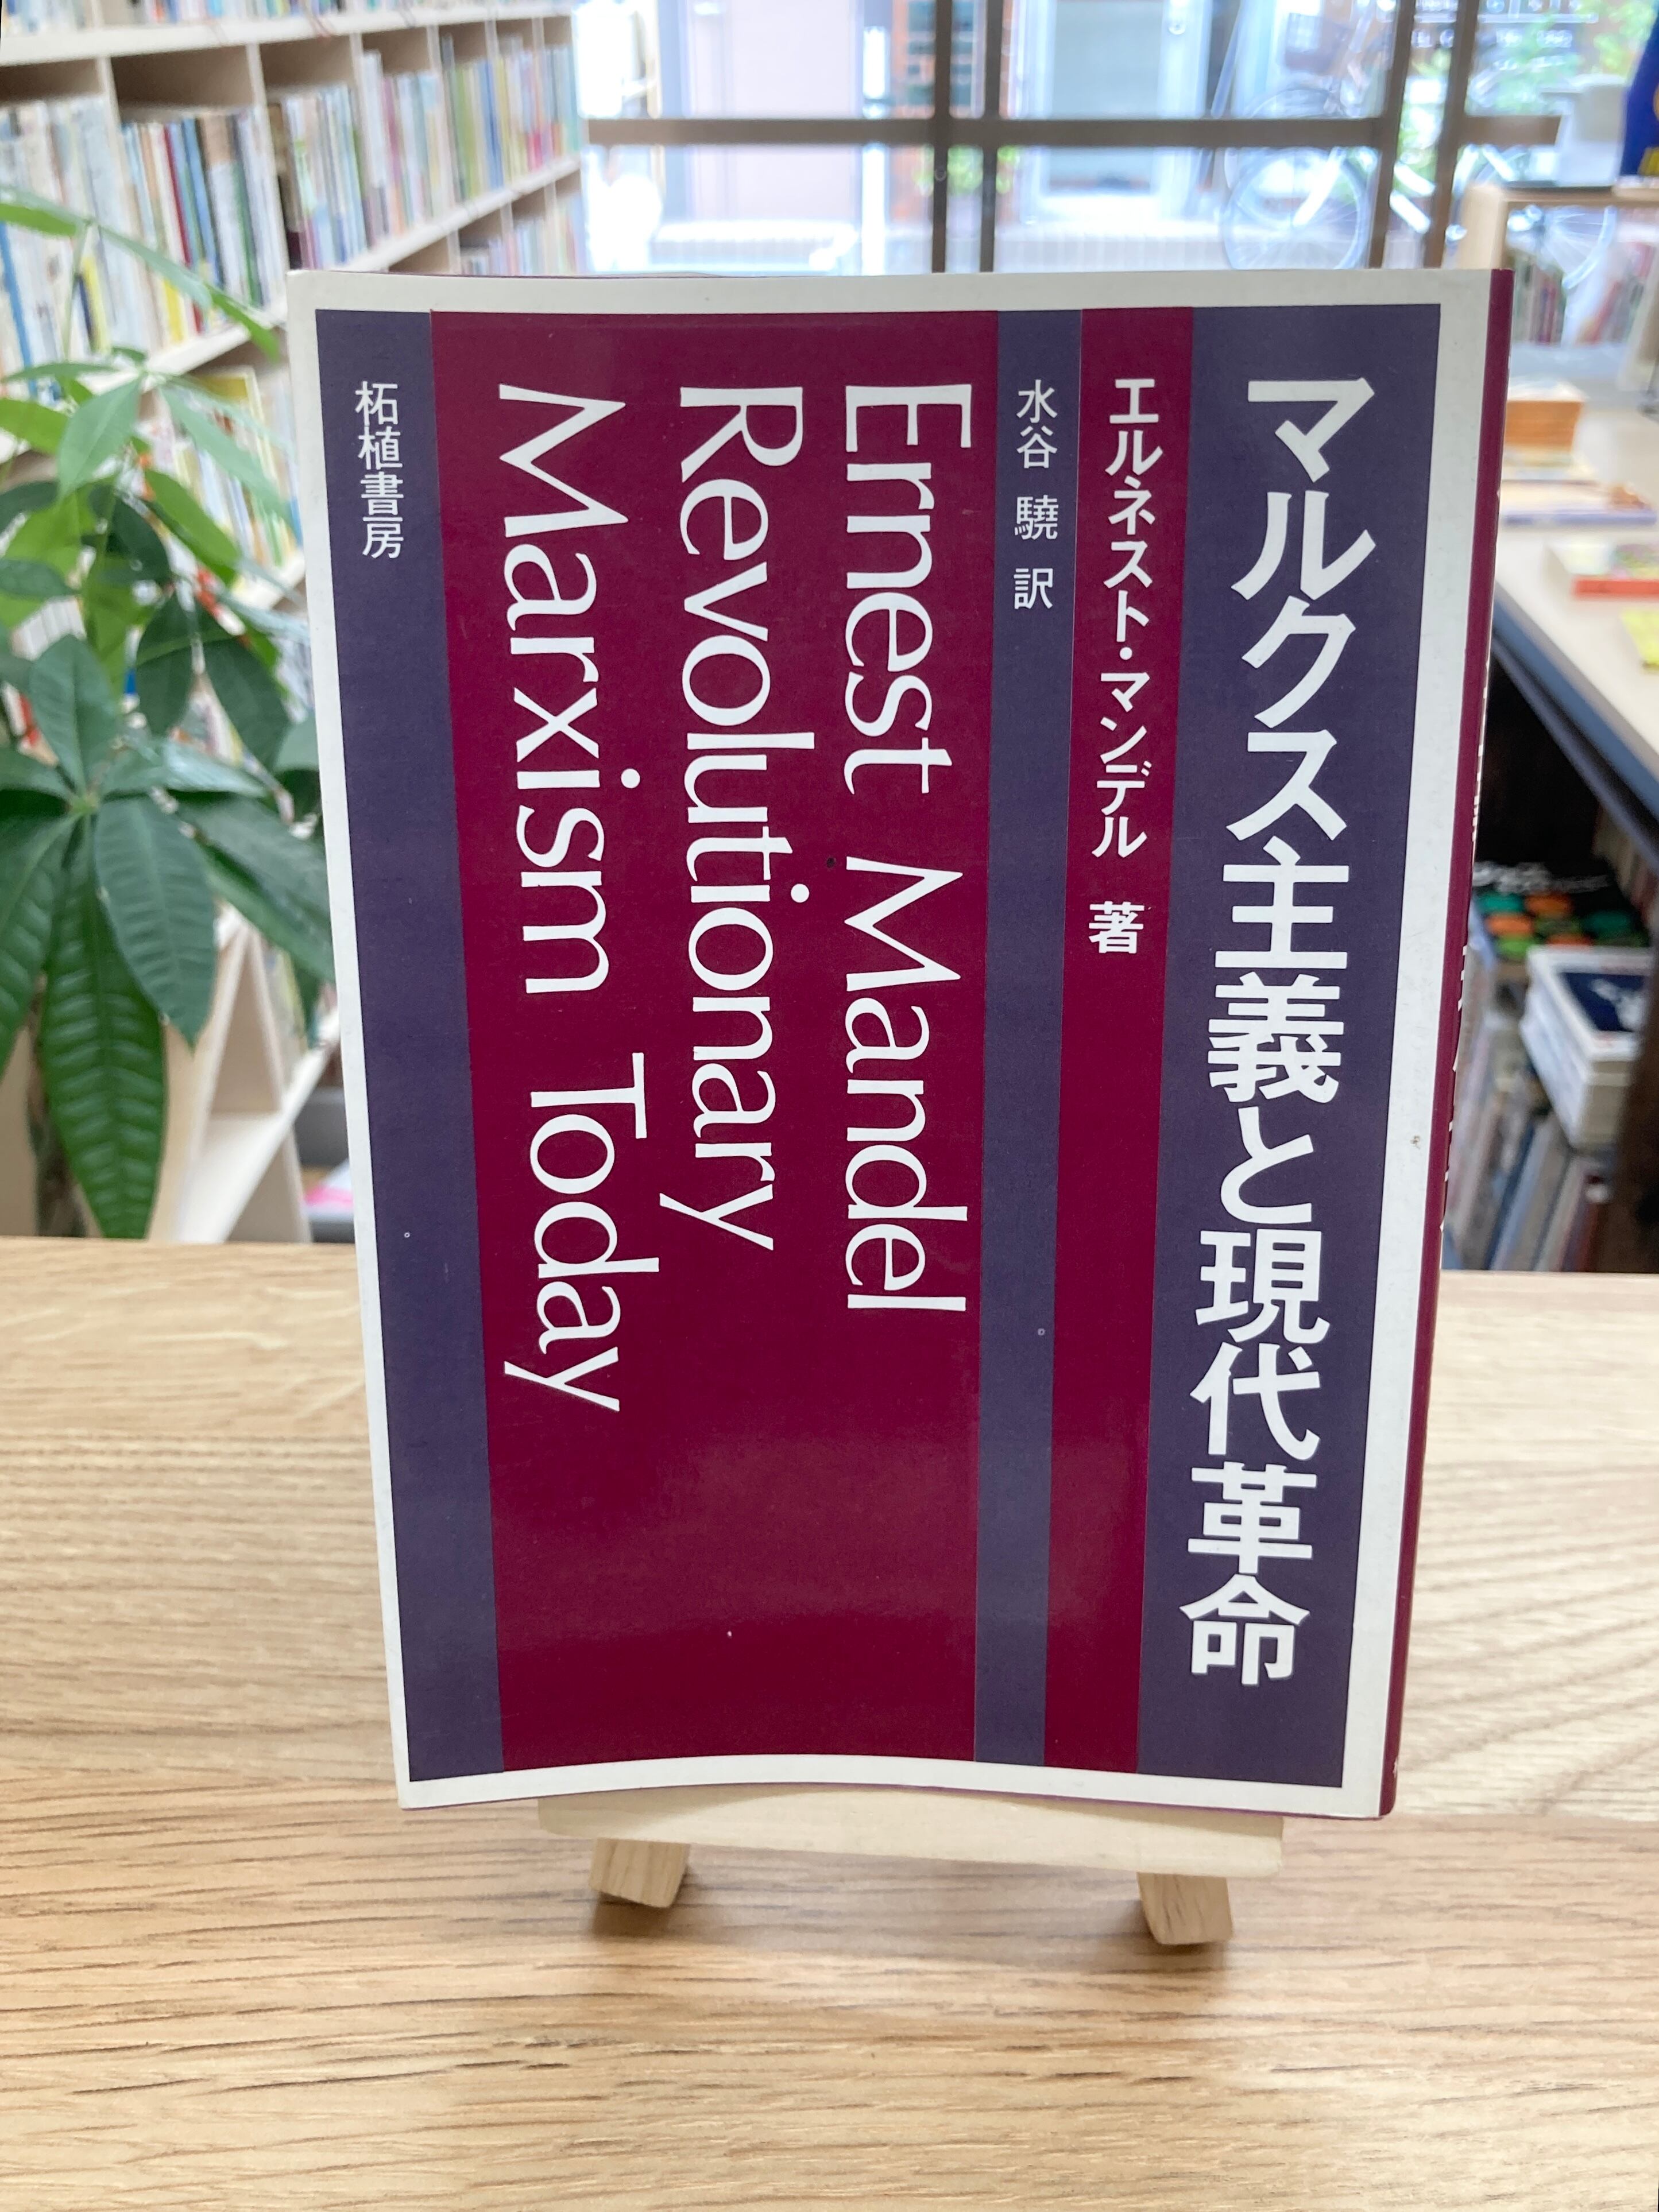 マルクス主義と現代革命
エルネスト・マンデル 著
水谷 驍 訳
Ernest Mandel
Revolutionary
Marxism Today
柘植書房